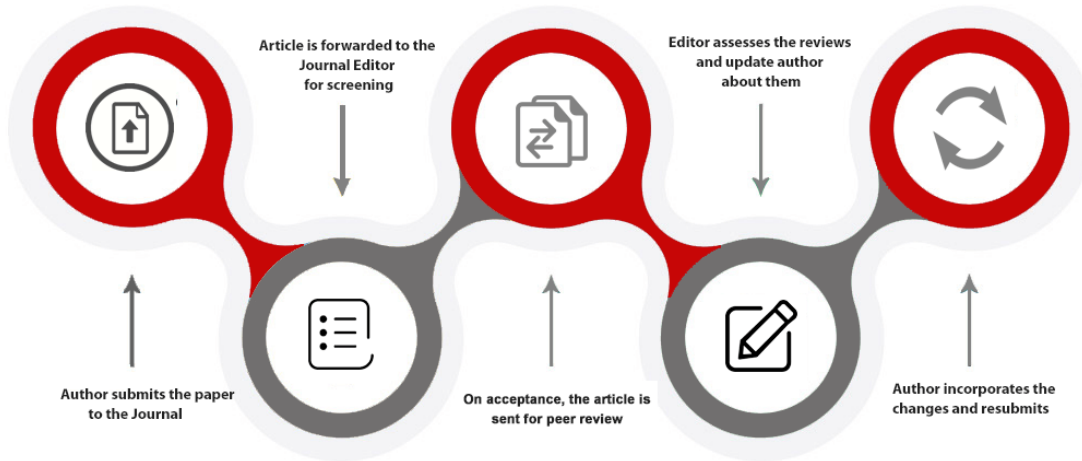 Author submits the paper
to the Journal
Article is forwarded to the
Journal Editor
for screening
On acceptance, the article is
sent for peer review
Editor assesses the reviews
and update author
about them
Author incorporates the
changes and resubmits